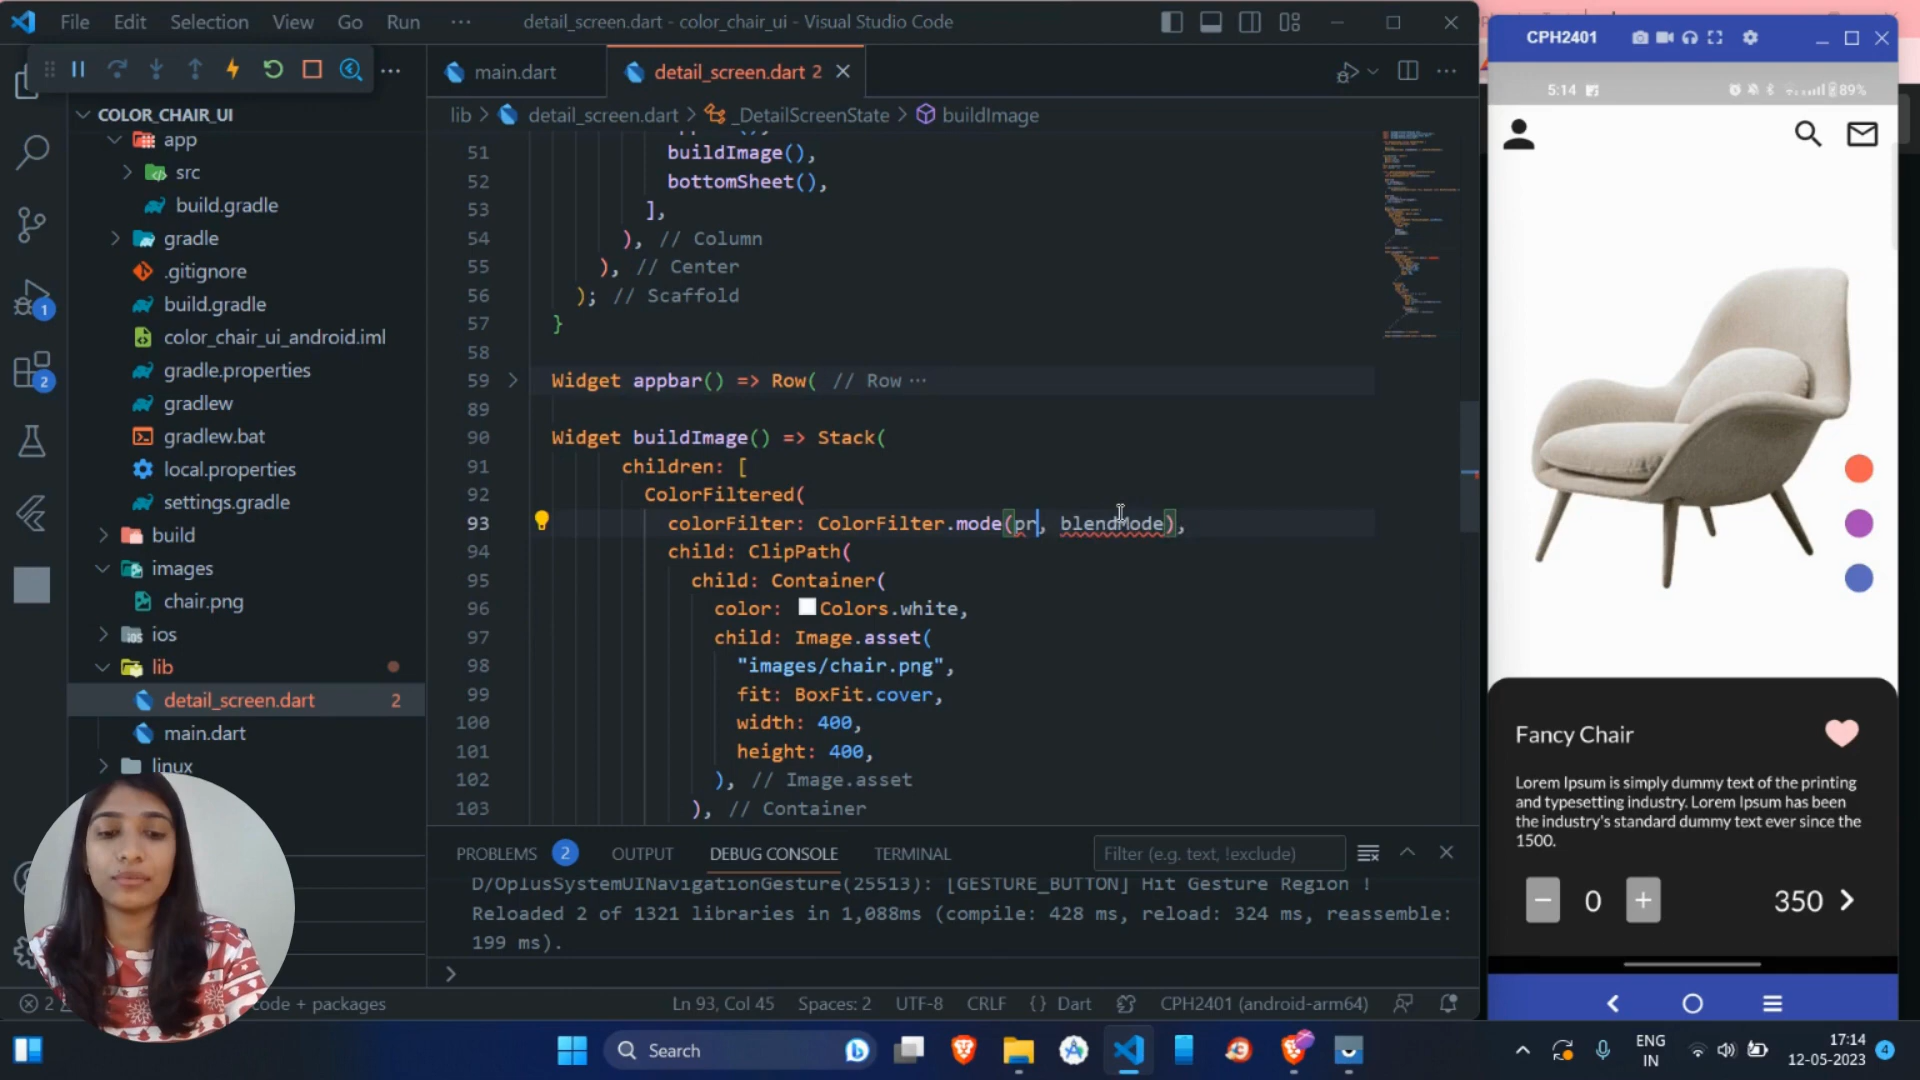 File Edit Selection View Go Run ··· detail_screen.dart - color_chair_ui - Visual Studio Code
main.dart
detail_screen.dart 2
COLOR_CHAIR_UI
app
src
build.gradle
gradle
.gitignore
build.gradle
color_chair_ui_android.iml
gradle.properties
gradlew
gradlew.bat
local.properties
settings.gradle
build
images
chair.png
ios
lib
detail_screen.dart 2
main.dart
linux
1
2
lib > detail_screen.dart > _DetailScreenState > buildImage
51 buildImage(),
52 bottomSheet(),
53 ],
54 ), // Column
55 ), // Center
56 ); // Scaffold
57 }
58
59 Widget appbar() => Row( // Row ···
89
90 Widget buildImage() => Stack(
91 children: [
92 ColorFiltered(
93 colorFilter: ColorFilter.mode(pr, blendMode),
94 child: ClipPath(
95 child: Container(
96 color: Colors.white,
97 child: Image.asset(
98 "images/chair.png",
99 fit: BoxFit.cover,
100 width: 400,
101 height: 400,
102 ), // Image.asset
103 ), // Container
PROBLEMS 2 OUTPUT DEBUG CONSOLE TERMINAL Filter (e.g. text, !exclude)
D/OplusSystemUINavigationGesture(25513): [GESTURE_BUTTON] Hit Gesture Region !
Reloaded 2 of 1321 libraries in 1,088ms (compile: 428 ms, reload: 324 ms, reassemble:
199 ms).
2 code + packages Ln 93, Col 45 Spaces: 2 UTF-8 CRLF {} Dart CPH2401 (android-arm64)
CPH2401
5:14 89%
Fancy Chair
Lorem Ipsum is simply dummy text of the printing
and typesetting industry. Lorem Ipsum has been
the industry's standard dummy text ever since the
1500.
− 0 + 350
Search
ENG
IN
17:14
12-05-2023
4